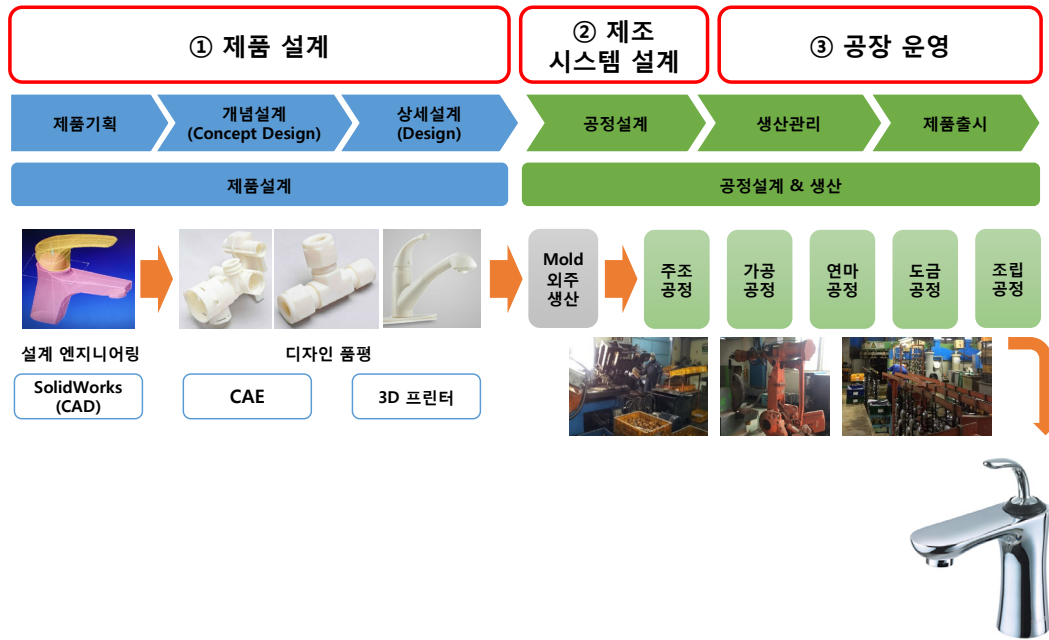 ① 제품 설계
② 제조
시스템 설계
③ 공장 운영
제품기획
개념설계
(Concept Design)
상세설계
(Design)
공정설계
생산관리
제품출시
제품설계
공정설계 & 생산
Mold
외주
생산
주조
공정
가공
공정
연마
공정
도금
공정
조립
공정
설계 엔지니어링
디자인 품평
SolidWorks
(CAD)
CAE
3D 프린터